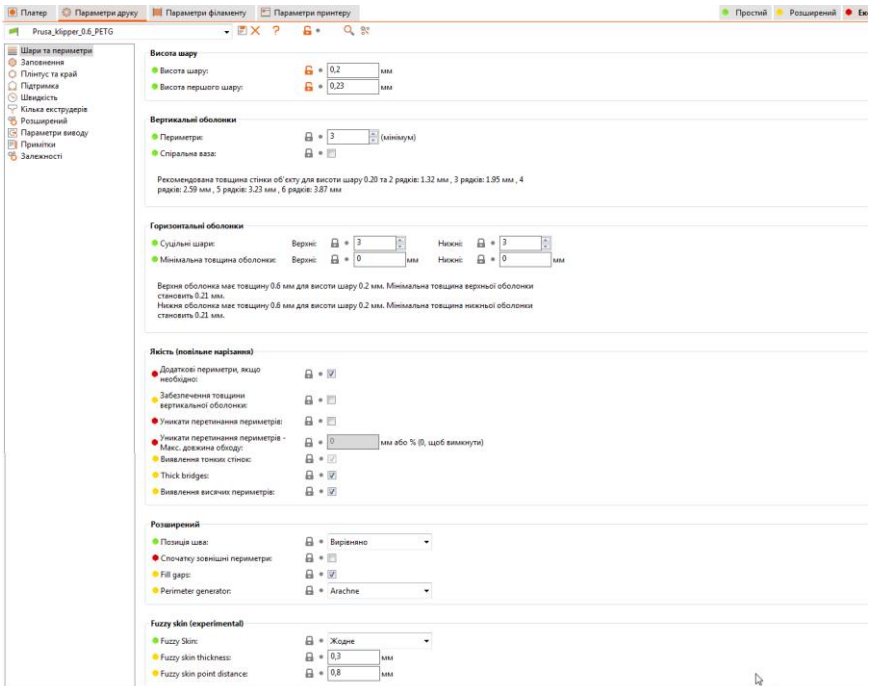 Платер Параметри друку Параметри філаменту Параметри принтеру Простий Розширений
Prusa_klipper_0.6_PETG
Шари та периметри
Заповнення
Плінтус та край
Підтримка
Швидкість
Кілька екструдерів
Розширений
Параметри виводу
Примітки
Залежності
Висота шару
Висота шару: 0,2 мм
Висота першого шару: 0,23 мм
Вертикальні оболонки
Периметри: 3 (мінімум)
Спіральна ваза:
Рекомендована товщина стінки об'єкту для висоти шару 0.20 та 2 рядків: 1.32 мм , 3 рядків: 1.95 мм , 4
рядків: 2.59 мм , 5 рядків: 3.23 мм , 6 рядків: 3.87 мм
Горизонтальні оболонки
Суцільні шари: Верхні: 3 Нижні: 3
Мінімальна товщина оболонки: Верхні: 0 мм Нижні: 0 мм
Верхня оболонка має товщину 0.6 мм для висоти шару 0.2 мм. Мінімальна товщина верхньої оболонки
становить 0.21 мм.
Нижня оболонка має товщину 0.6 мм для висоти шару 0.2 мм. Мінімальна товщина нижньої оболонки
становить 0.21 мм.
Якість (повільне нарізання)
Додаткові периметри, якщо
необхідно:
Забезпечення товщини
вертикальної оболонки:
Уникати перетинання периметрів:
Уникати перетинання периметрів -
Макс. довжина обходу: 0 мм або % (0, щоб вимкнути)
Виявлення тонких стінок:
Thick bridges:
Виявлення висячих периметрів:
Розширений
Позиція шва: Вирівняно
Спочатку зовнішні периметри:
Fill gaps:
Perimeter generator: Arachne
Fuzzy skin (experimental)
Fuzzy Skin: Жодне
Fuzzy skin thickness: 0,3 мм
Fuzzy skin point distance: 0,8 мм